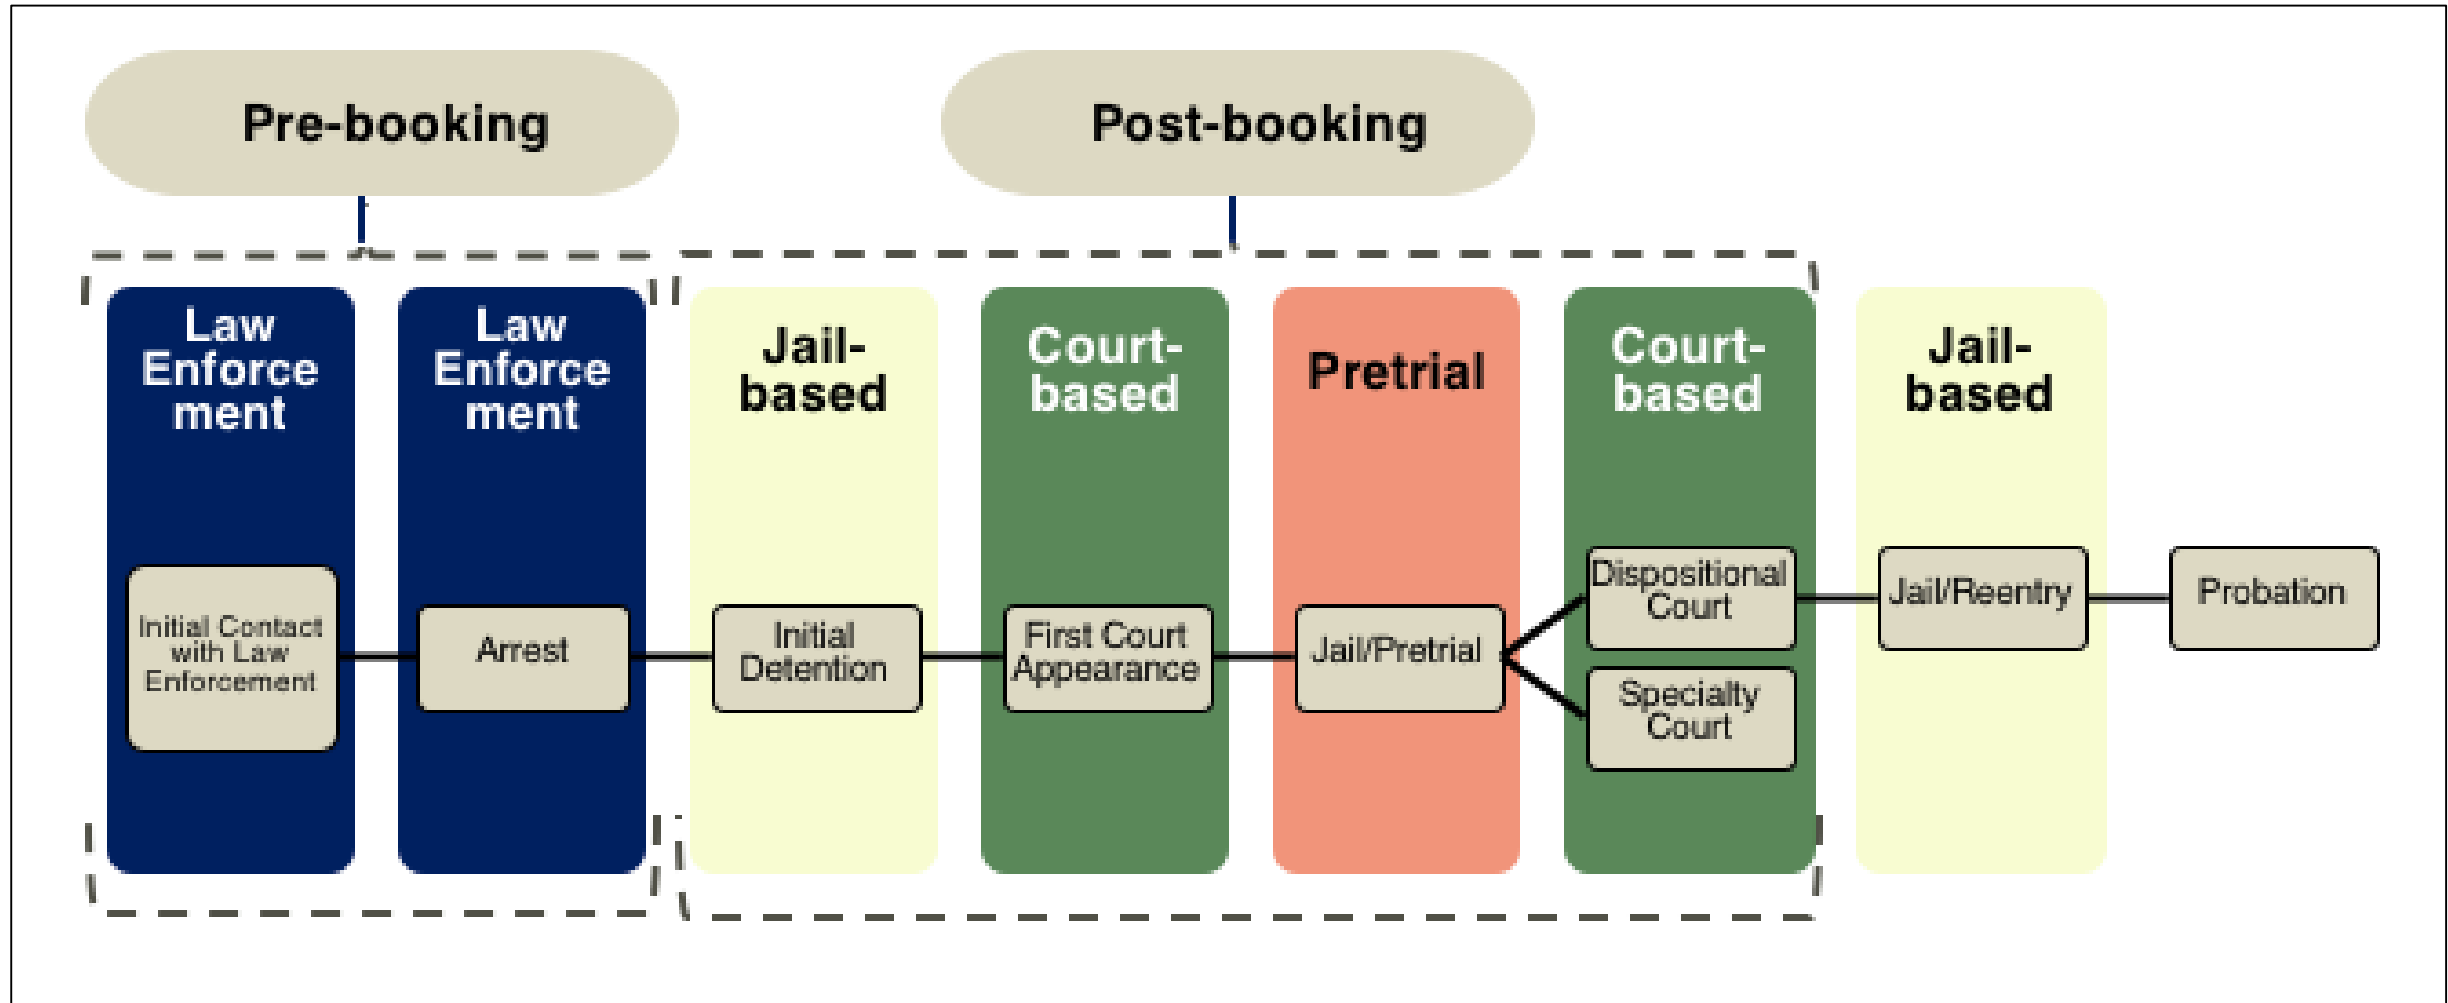 Pre-booking
Post-booking
Law
Enforce
ment
Law
Enforce
ment
Jail-
based
Court-
based
Pretrial
Court-
based
Jail-
based
Initial Contact
with Law
Enforcement
Arrest
Initial
Detention
First Court
Appearance
Jail/Pretrial
Dispositional
Court
Specialty
Court
Jail/Reentry
Probation